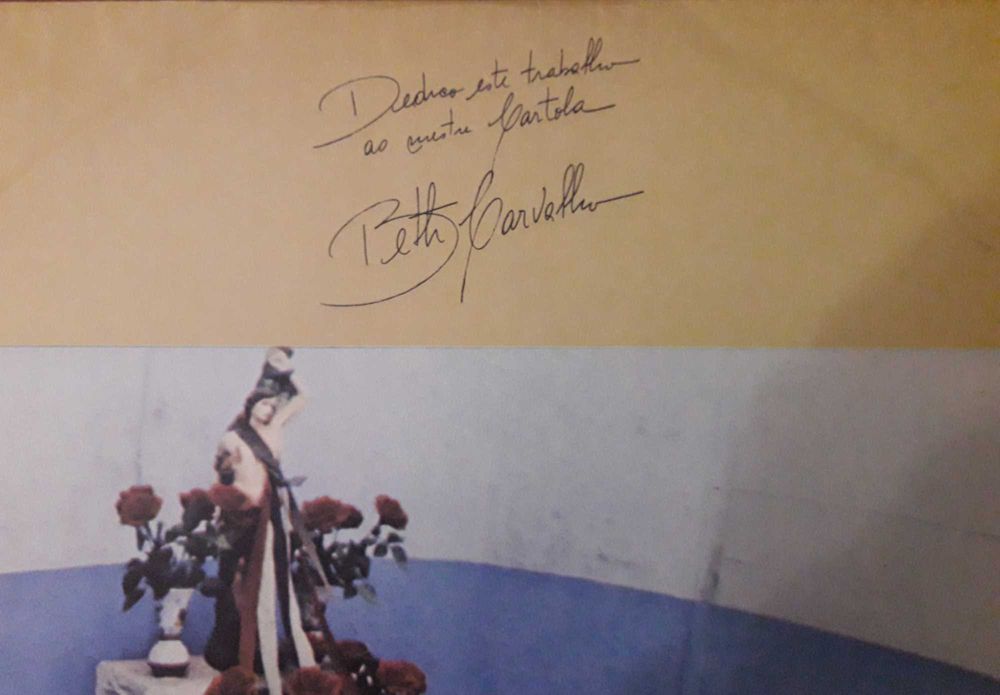 Dedico este trabalho
ao mestre Cartola
Beth Carvalho